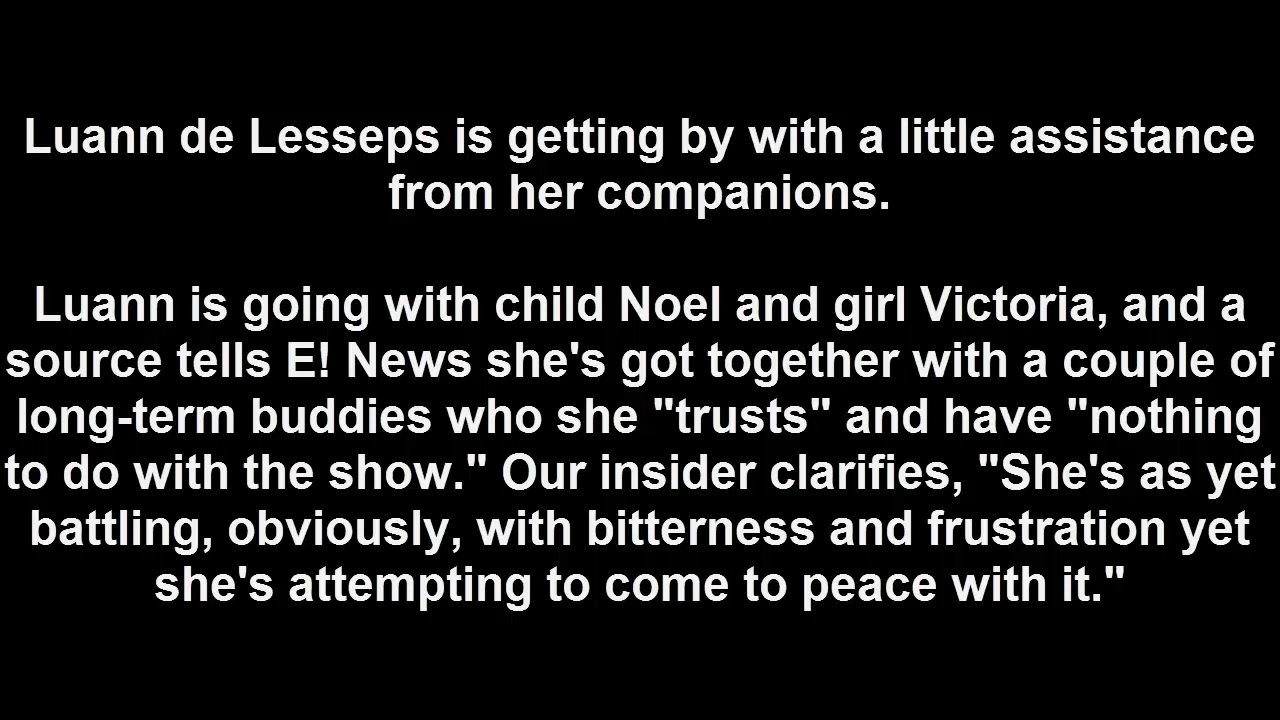 Luann de Lesseps is getting by with a little assistance
from her companions.
Luann is going with child Noel and girl Victoria, and a
source tells E! News she's got together with a couple of
long-term buddies who she "trusts" and have "nothing
to do with the show." Our insider clarifies, "She's as yet
battling, obviously, with bitterness and frustration yet
she's attempting to come to peace with it."